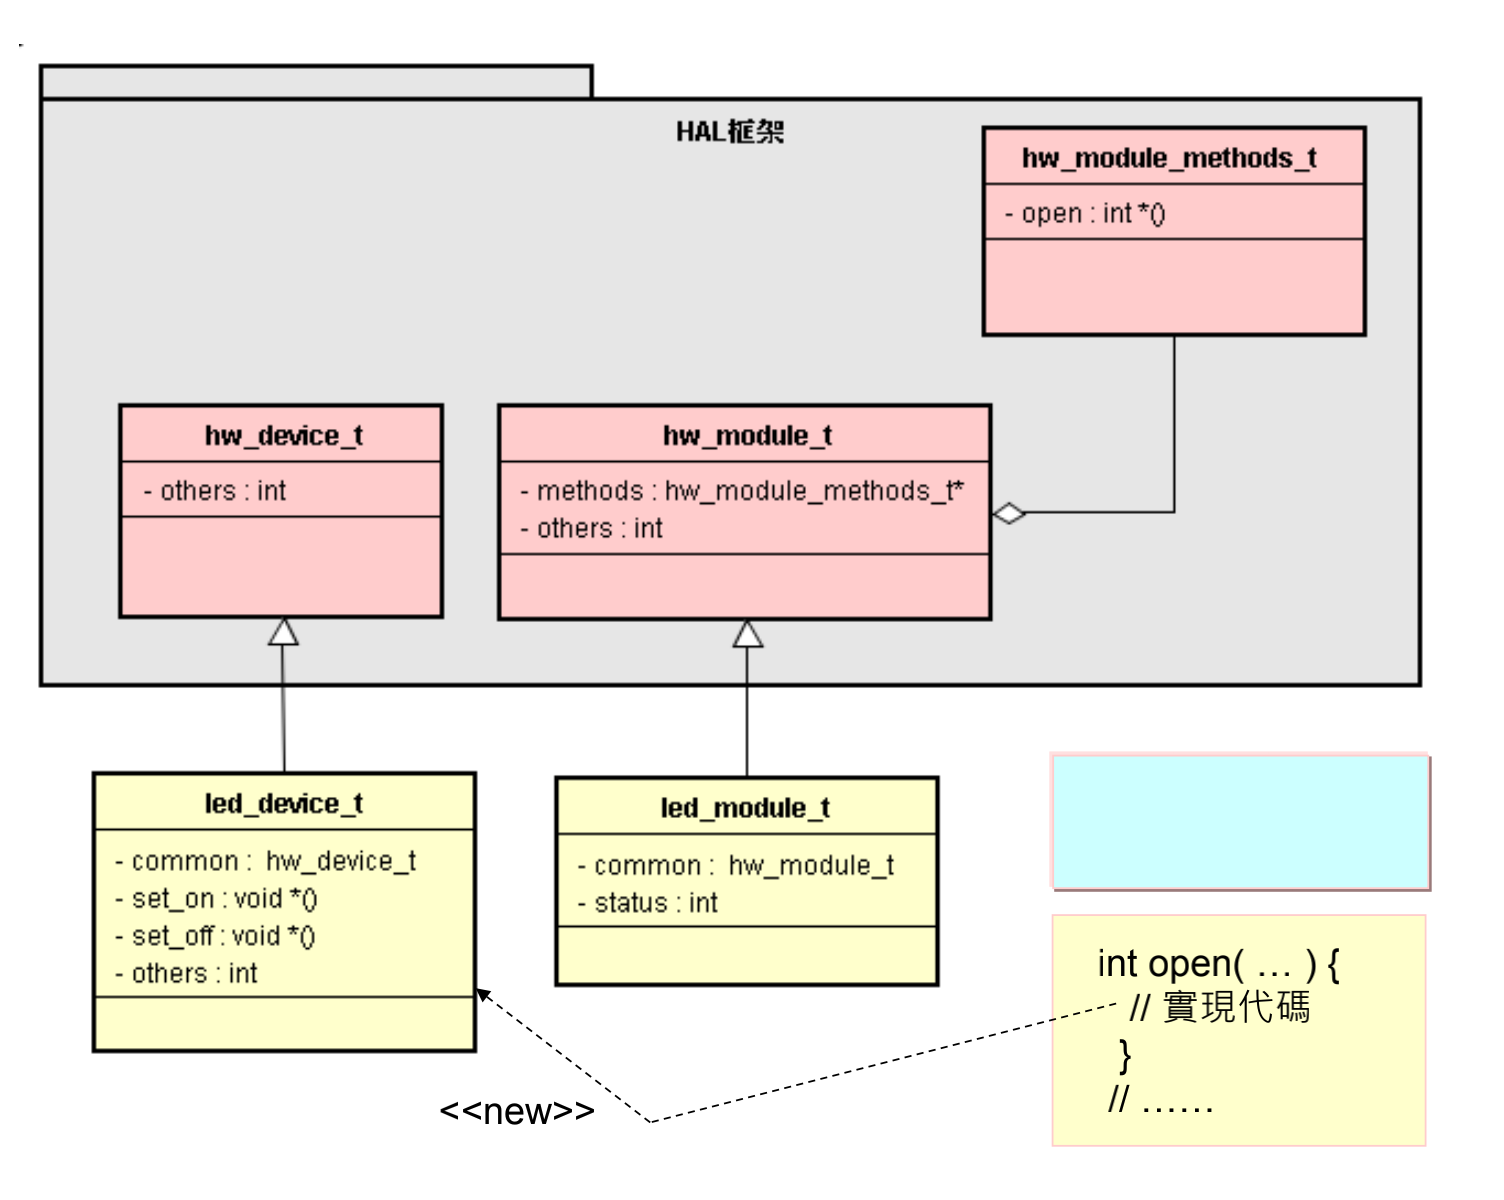 HAL框架
hw_module_methods_t
- open : int *()
hw_device_t
- others : int
hw_module_t
- methods : hw_module_methods_t*
- others : int
led_device_t
- common :  hw_device_t
- set_on : void *()
- set_off : void *()
- others : int
led_module_t
- common :  hw_module_t
- status : int
int open( … ) {
// 實現代碼
}
// ……
<<new>>